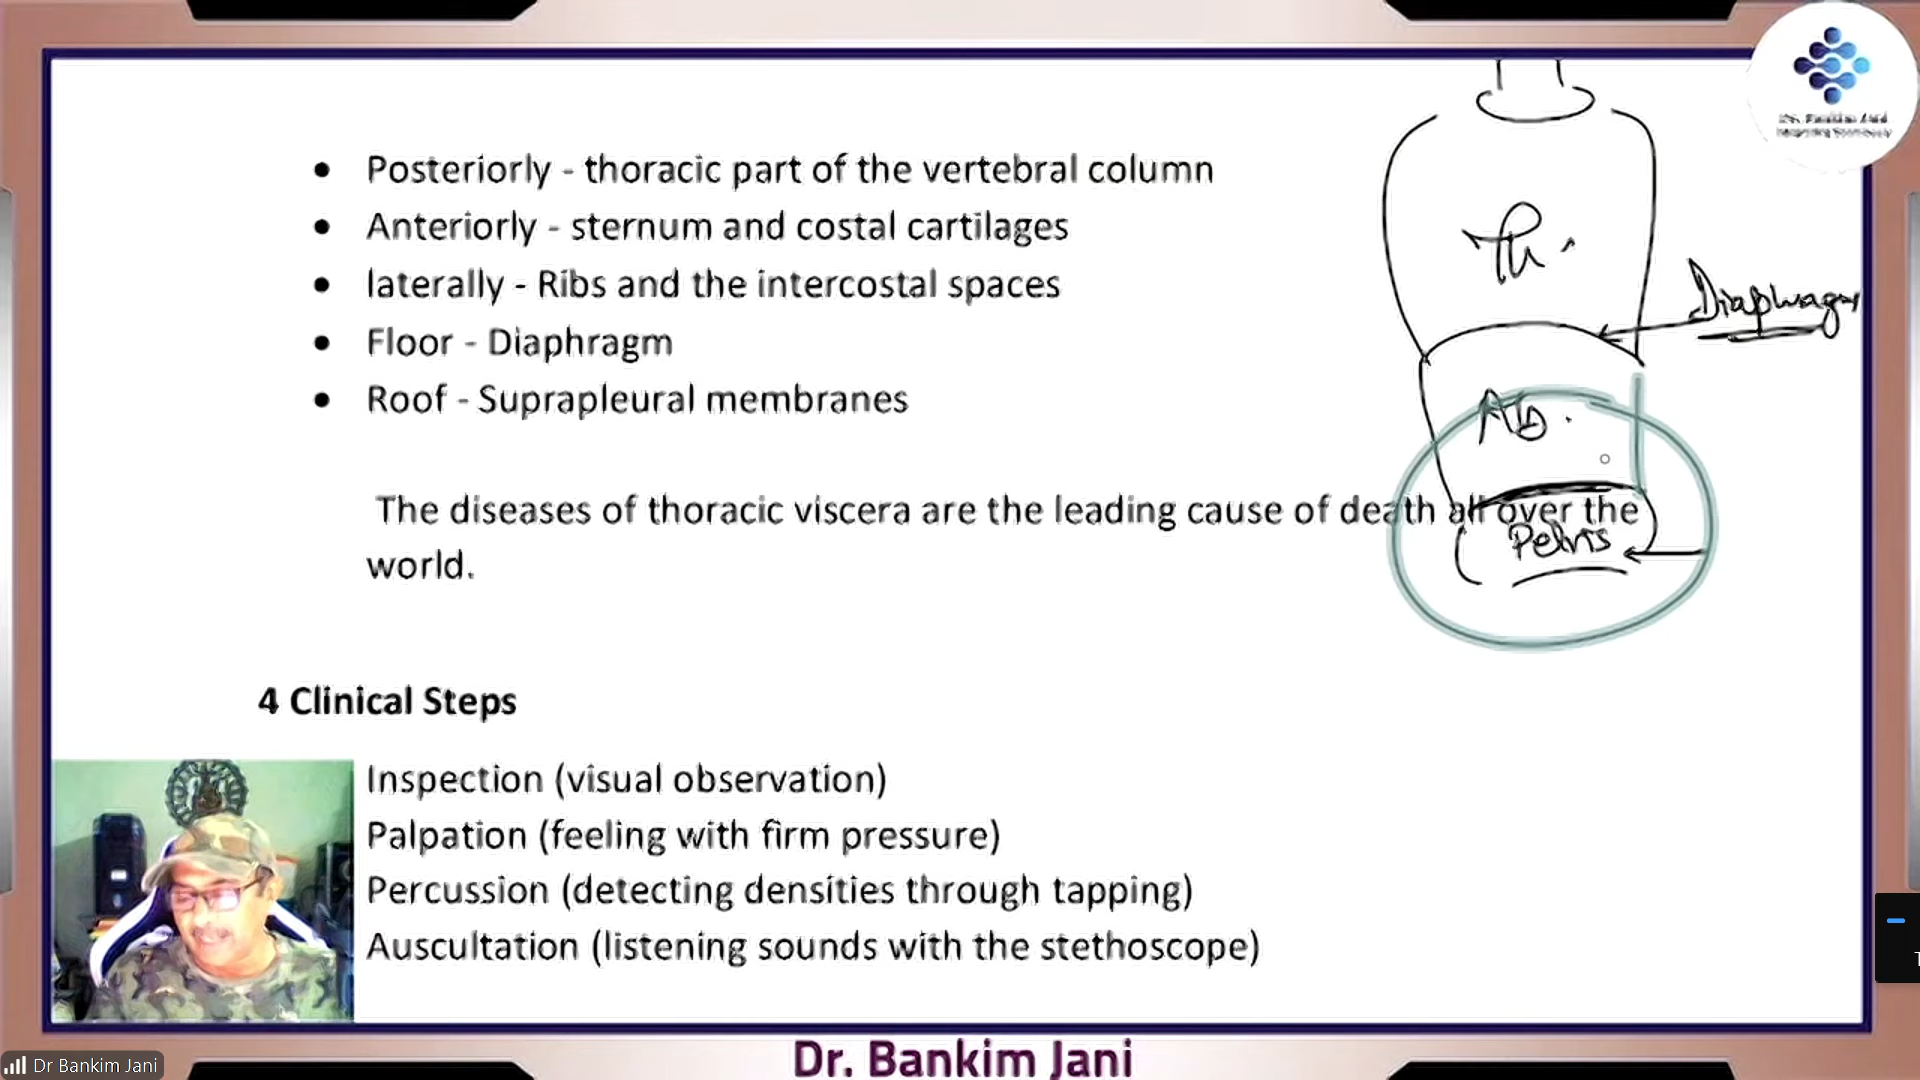 Posteriorly - thoracic part of the vertebral column
Anteriorly - sternum and costal cartilages
laterally - Ribs and the intercostal spaces
Floor - Diaphragm
Roof - Suprapleural membranes
The diseases of thoracic viscera are the leading cause of death all over the
world.
4 Clinical Steps
Inspection (visual observation)
Palpation (feeling with firm pressure)
Percussion (detecting densities through tapping)
Auscultation (listening sounds with the stethoscope)
Th.
Ab.
Pelvis
Dr. Bankim Jani
Dr Bankim Jani
Dr. Bankim Jani